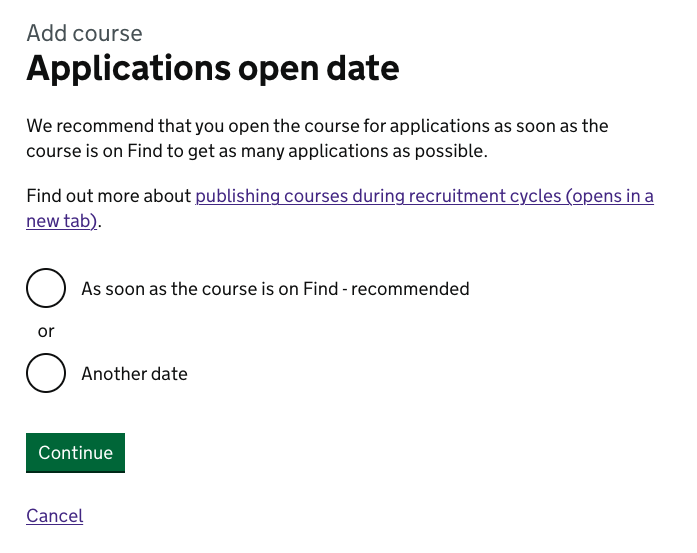 Add course
Applications open date
We recommend that you open the course for applications as soon as the
course is on Find to get as many applications as possible.
Find out more about publishing courses during recruitment cycles (opens in a
new tab).
As soon as the course is on Find - recommended
or
Another date
Continue
Cancel